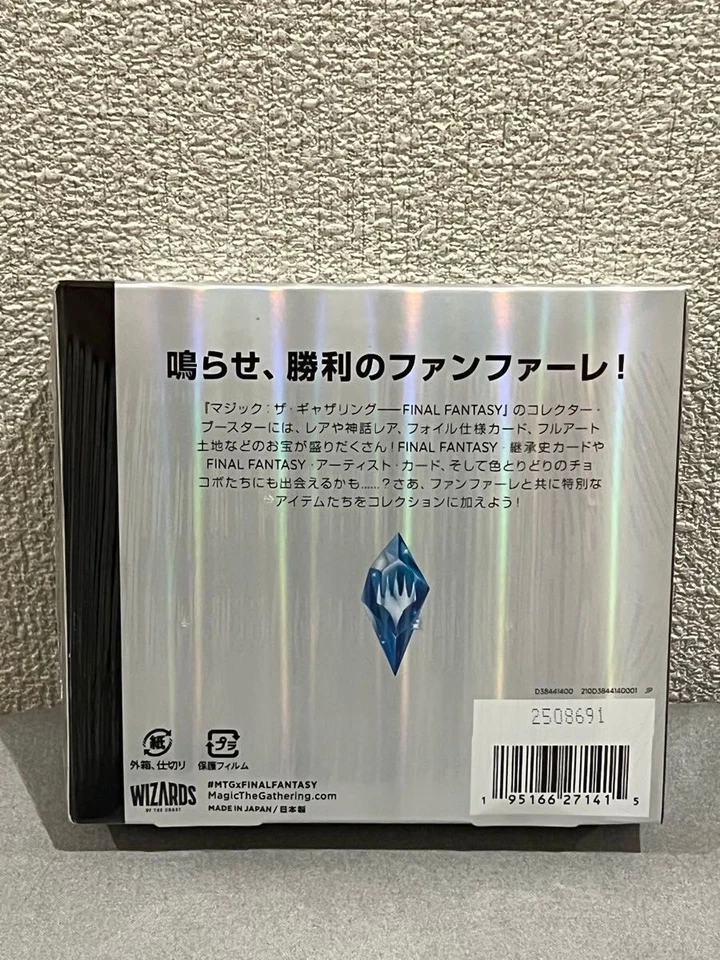 鳴らせ、勝利のファンファーレ！
『マジック：ザ・ギャザリング——FINAL FANTASY』のコレクター・
ブースターには、レアや神話レア、フォイル仕様カード、フルアート
土地などのお宝が盛りだくさん！FINAL FANTASY・継承史カードや
FINAL FANTASY・アーティスト・カード、そして色とりどりのチョ
コボたちにも出会えるかも……？さあ、ファンファーレと共に特別な
アイテムたちをコレクションに加えよう！
D38441400 210D3844140001 JP
2508691
紙
外箱、仕切り
プラ
保護フィルム
WIZARDS
OF THE COAST
#MTGxFINALFANTASY
MagicTheGathering.com
MADE IN JAPAN / 日本製
1 95166 27141 5